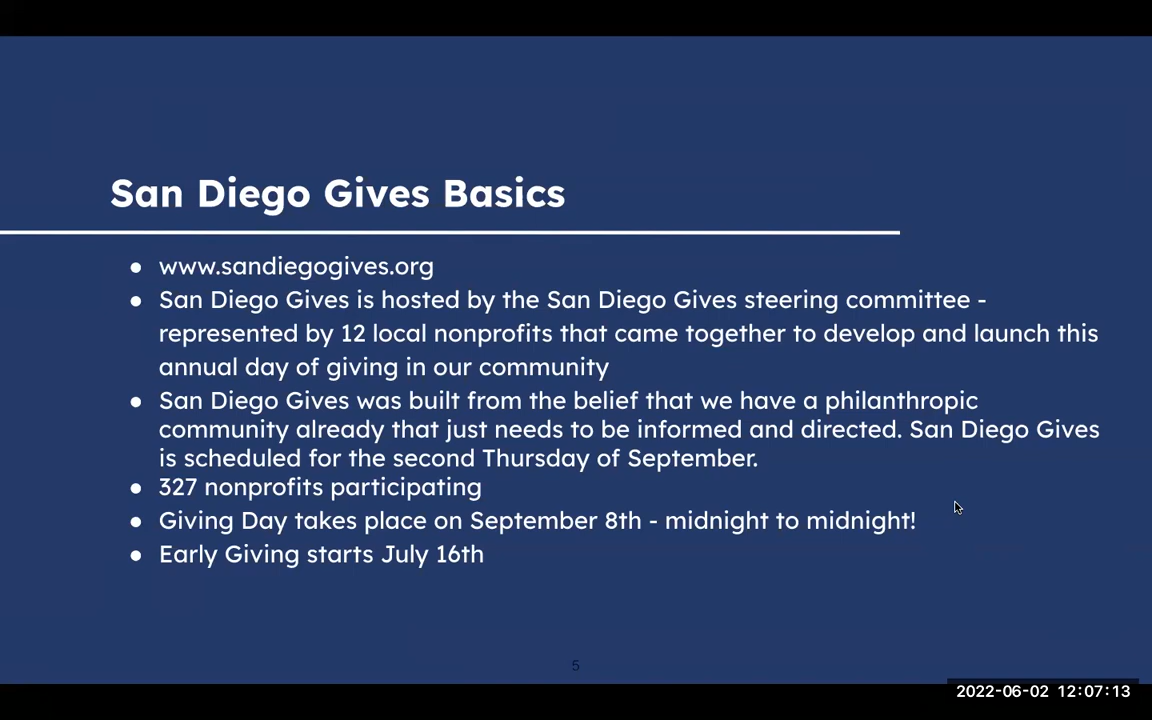 San Diego Gives Basics
● www.sandiegogives.org
● San Diego Gives is hosted by the San Diego Gives steering committee -
represented by 12 local nonprofits that came together to develop and launch this
annual day of giving in our community
● San Diego Gives was built from the belief that we have a philanthropic
community already that just needs to be informed and directed. San Diego Gives
is scheduled for the second Thursday of September.
● 327 nonprofits participating
● Giving Day takes place on September 8th - midnight to midnight!
● Early Giving starts July 16th
5
2022-06-02 12:07:13